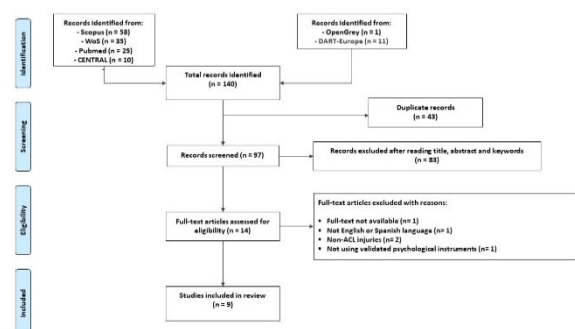 Identification
Records identified from:
- Scopus (n = 58)
- WoS (n = 35)
- Pubmed (n = 25)
- CENTRAL (n = 10)
Records identified from:
- OpenGrey (n = 1)
- DART-Europe (n = 11)
Total records identified
(n = 140)
Duplicate records
(n = 43)
Screening
Records screened (n = 97)
Records excluded after reading title, abstract and keywords
(n = 83)
Eligibility
Full-text articles assessed for
eligibility (n = 14)
Full-text articles excluded with reasons:
• Full-text not available (n= 1)
• Not English or Spanish language (n= 1)
• Non-ACL injuries (n= 2)
• Not using validated psychological instruments (n= 1)
Included
Studies included in review
(n = 9)